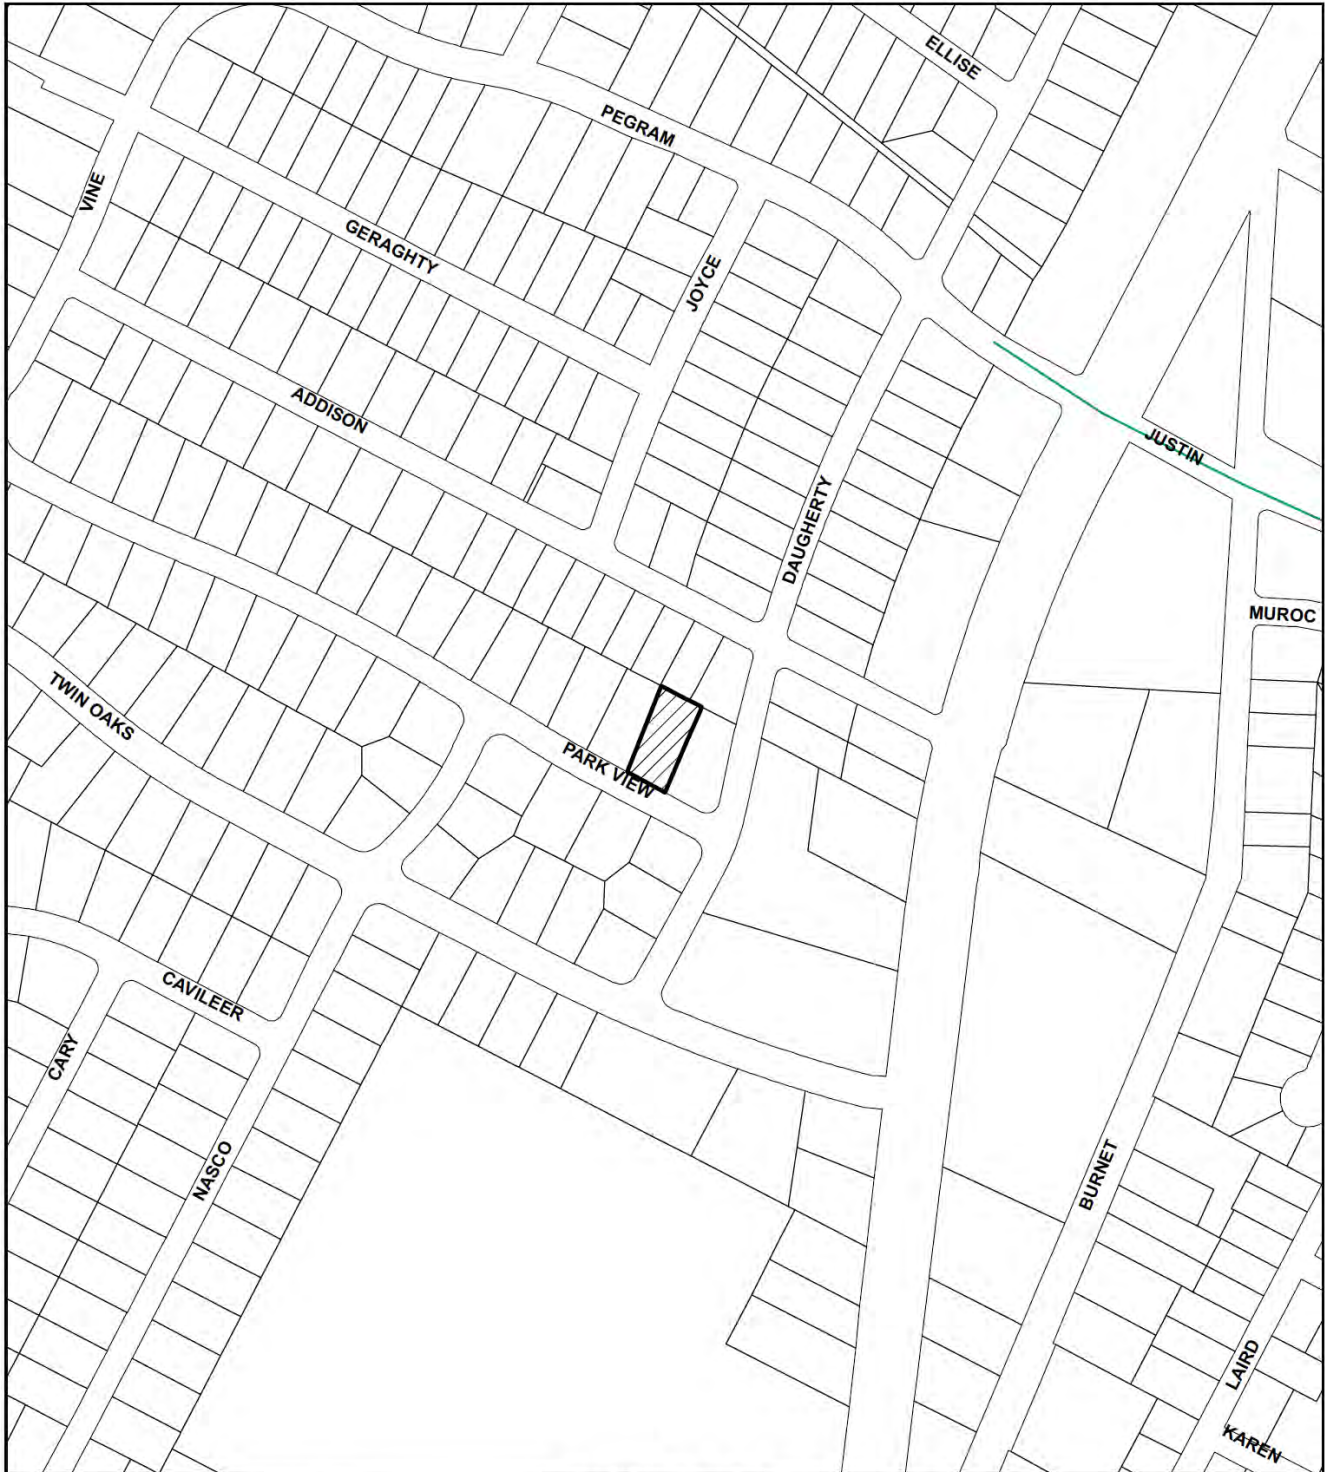 ELLISE
PEGRAM
VINE
GERAGHTY
JOYCE
ADDISON
JUSTIN
DAUGHERTY
MUROC
TWIN OAKS
PARK VIEW
CAVILEER
CARY
NASCO
BURNET
LAIRD
KAREN